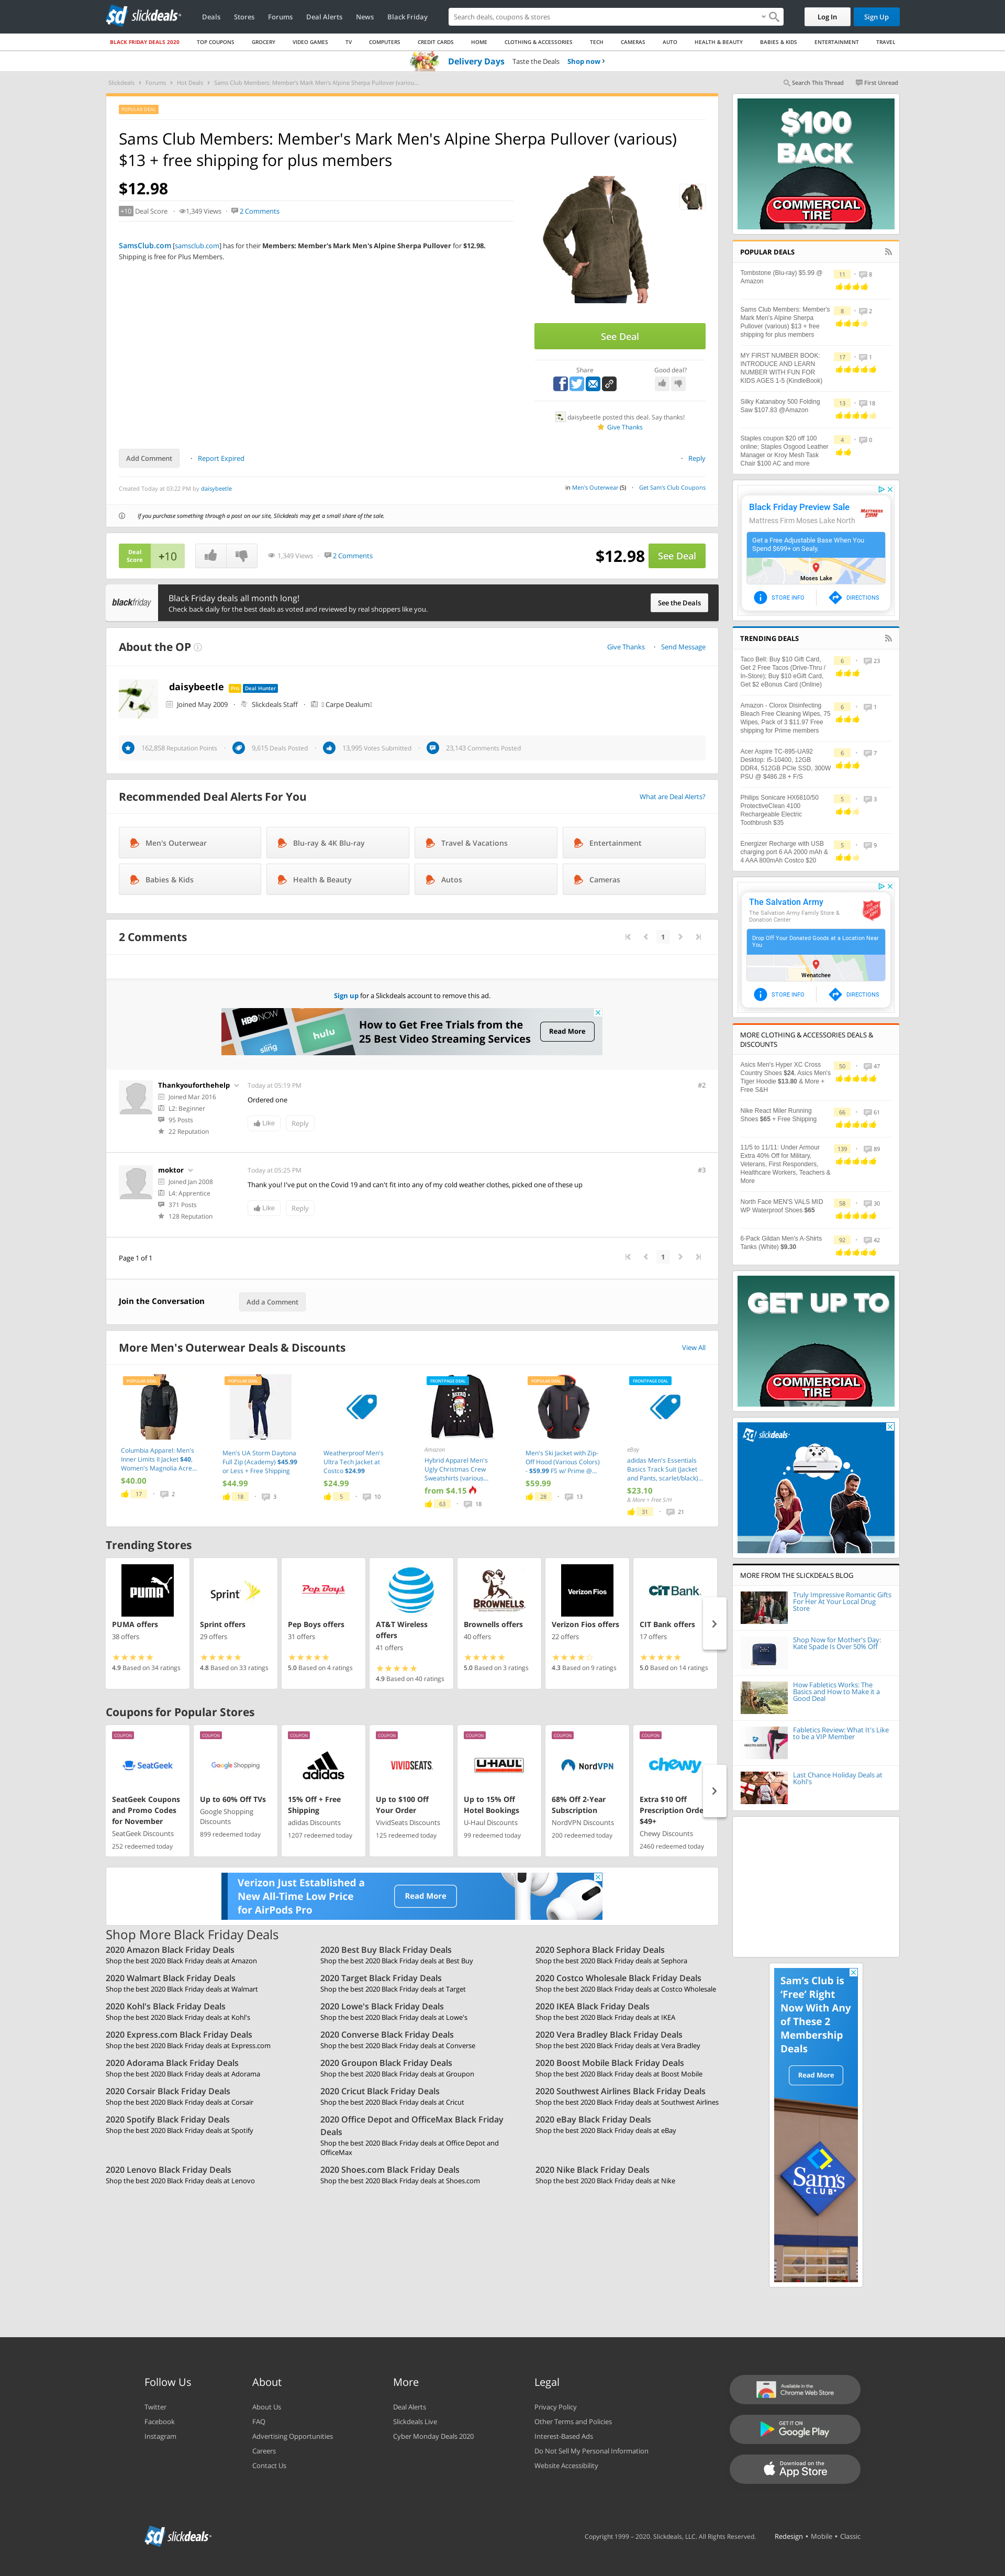 slickdeals
Deals
Stores
Forums
Deal Alerts
News
Black Friday
Search deals, coupons & stores
Log In
Sign Up
BLACK FRIDAY DEALS 2020
TOP COUPONS
GROCERY
VIDEO GAMES
TV
COMPUTERS
CREDIT CARDS
HOME
CLOTHING & ACCESSORIES
TECH
CAMERAS
AUTO
HEALTH & BEAUTY
BABIES & KIDS
ENTERTAINMENT
TRAVEL
Delivery Days Taste the Deals Shop now ›
Slickdeals › Forums › Hot Deals › Sams Club Members: Member's Mark Men's Alpine Sherpa Pullover (variou...
Search This Thread
First Unread
POPULAR DEAL
Sams Club Members: Member's Mark Men's Alpine Sherpa Pullover (various)
$13 + free shipping for plus members
$12.98
+10 Deal Score · 1,349 Views · 2 Comments
SamsClub.com [samsclub.com] has for their Members: Member's Mark Men's Alpine Sherpa Pullover for $12.98.
Shipping is free for Plus Members.
See Deal
Share
Good deal?
daisybeetle posted this deal. Say thanks!
Give Thanks
Add Comment · Report Expired
· Reply
Created Today at 03:22 PM by daisybeetle
in Men's Outerwear (5) · Get Sam's Club Coupons
If you purchase something through a post on our site, Slickdeals may get a small share of the sale.
Deal
Score
+10
1,349 Views · 2 Comments
$12.98
See Deal
blackfriday
Black Friday deals all month long!
Check back daily for the best deals as voted and reviewed by real shoppers like you.
See the Deals
About the OP
Give Thanks · Send Message
daisybeetle Pro Deal Hunter
Joined May 2009 · Slickdeals Staff · Carpe Dealum
162,858 Reputation Points · 9,615 Deals Posted · 13,995 Votes Submitted · 23,143 Comments Posted
Recommended Deal Alerts For You
What are Deal Alerts?
Men's Outerwear
Blu-ray & 4K Blu-ray
Travel & Vacations
Entertainment
Babies & Kids
Health & Beauty
Autos
Cameras
2 Comments
1
Sign up for a Slickdeals account to remove this ad.
HBO NOW
sling
hulu
How to Get Free Trials from the
25 Best Video Streaming Services
Read More
Thankyouforthehelp
Joined Mar 2016
L2: Beginner
95 Posts
22 Reputation
Today at 05:19 PM
#2
Ordered one
Like
Reply
moktor
Joined Jan 2008
L4: Apprentice
371 Posts
128 Reputation
Today at 05:25 PM
#3
Thank you! I've put on the Covid 19 and can't fit into any of my cold weather clothes, picked one of these up
Like
Reply
Page 1 of 1
1
Join the Conversation
Add a Comment
More Men's Outerwear Deals & Discounts
View All
POPULAR DEAL
Columbia Apparel: Men's
Inner Limits II Jacket $40,
Women's Magnolia Acre...
$40.00
17 · 2
POPULAR DEAL
Men's UA Storm Daytona
Full Zip (Academy) $45.99
or Less + Free Shipping
$44.99
18 · 3
Weatherproof Men's
Ultra Tech Jacket at
Costco $24.99
$24.99
5 · 10
FRONTPAGE DEAL
Amazon
Hybrid Apparel Men's
Ugly Christmas Crew
Sweatshirts (various...
from $4.15
63 · 18
POPULAR DEAL
Men's Ski Jacket with Zip-
Off Hood (Various Colors)
- $59.99 FS w/ Prime @...
$59.99
28 · 13
FRONTPAGE DEAL
eBay
adidas Men's Essentials
Basics Track Suit (Jacket
and Pants, scarlet/black)...
$23.10
& More + Free S/H
31 · 21
Trending Stores
PUMA
PUMA offers
38 offers
4.9 Based on 34 ratings
Sprint
Sprint offers
29 offers
4.8 Based on 33 ratings
Pep Boys
Pep Boys offers
31 offers
5.0 Based on 4 ratings
AT&T Wireless
offers
41 offers
4.9 Based on 40 ratings
BROWNELLS
Brownells offers
40 offers
5.0 Based on 3 ratings
Verizon Fios
Verizon Fios offers
22 offers
4.3 Based on 9 ratings
CIT Bank
CIT Bank offers
17 offers
5.0 Based on 14 ratings
Coupons for Popular Stores
COUPON
SeatGeek
SeatGeek Coupons
and Promo Codes
for November
SeatGeek Discounts
252 redeemed today
COUPON
Google Shopping
Up to 60% Off TVs
Google Shopping
Discounts
899 redeemed today
COUPON
adidas
15% Off + Free
Shipping
adidas Discounts
1207 redeemed today
COUPON
VIVIDSEATS
Up to $100 Off
Your Order
VividSeats Discounts
125 redeemed today
COUPON
U-HAUL
Up to 15% Off
Hotel Bookings
U-Haul Discounts
99 redeemed today
COUPON
NordVPN
68% Off 2-Year
Subscription
NordVPN Discounts
200 redeemed today
COUPON
chewy
Extra $10 Off
Prescription Orde
$49+
Chewy Discounts
2460 redeemed today
Verizon Just Established a
New All-Time Low Price
for AirPods Pro
Read More
Shop More Black Friday Deals
2020 Amazon Black Friday Deals
Shop the best 2020 Black Friday deals at Amazon
2020 Best Buy Black Friday Deals
Shop the best 2020 Black Friday deals at Best Buy
2020 Sephora Black Friday Deals
Shop the best 2020 Black Friday deals at Sephora
2020 Walmart Black Friday Deals
Shop the best 2020 Black Friday deals at Walmart
2020 Target Black Friday Deals
Shop the best 2020 Black Friday deals at Target
2020 Costco Wholesale Black Friday Deals
Shop the best 2020 Black Friday deals at Costco Wholesale
2020 Kohl's Black Friday Deals
Shop the best 2020 Black Friday deals at Kohl's
2020 Lowe's Black Friday Deals
Shop the best 2020 Black Friday deals at Lowe's
2020 IKEA Black Friday Deals
Shop the best 2020 Black Friday deals at IKEA
2020 Express.com Black Friday Deals
Shop the best 2020 Black Friday deals at Express.com
2020 Converse Black Friday Deals
Shop the best 2020 Black Friday deals at Converse
2020 Vera Bradley Black Friday Deals
Shop the best 2020 Black Friday deals at Vera Bradley
2020 Adorama Black Friday Deals
Shop the best 2020 Black Friday deals at Adorama
2020 Groupon Black Friday Deals
Shop the best 2020 Black Friday deals at Groupon
2020 Boost Mobile Black Friday Deals
Shop the best 2020 Black Friday deals at Boost Mobile
2020 Corsair Black Friday Deals
Shop the best 2020 Black Friday deals at Corsair
2020 Cricut Black Friday Deals
Shop the best 2020 Black Friday deals at Cricut
2020 Southwest Airlines Black Friday Deals
Shop the best 2020 Black Friday deals at Southwest Airlines
2020 Spotify Black Friday Deals
Shop the best 2020 Black Friday deals at Spotify
2020 Office Depot and OfficeMax Black Friday
Deals
Shop the best 2020 Black Friday deals at Office Depot and
OfficeMax
2020 eBay Black Friday Deals
Shop the best 2020 Black Friday deals at eBay
2020 Lenovo Black Friday Deals
Shop the best 2020 Black Friday deals at Lenovo
2020 Shoes.com Black Friday Deals
Shop the best 2020 Black Friday deals at Shoes.com
2020 Nike Black Friday Deals
Shop the best 2020 Black Friday deals at Nike
$100
BACK
COMMERCIAL
TIRE
POPULAR DEALS
Tombstone (Blu-ray) $5.99 @
Amazon
11 · 8
Sams Club Members: Member's
Mark Men's Alpine Sherpa
Pullover (various) $13 + free
shipping for plus members
8 · 2
MY FIRST NUMBER BOOK:
INTRODUCE AND LEARN
NUMBER WITH FUN FOR
KIDS AGES 1-5 (KindleBook)
17 · 1
Silky Katanaboy 500 Folding
Saw $107.83 @Amazon
13 · 18
Staples coupon $20 off 100
online; Staples Osgood Leather
Manager or Kroy Mesh Task
Chair $100 AC and more
4 · 0
Black Friday Preview Sale
Mattress Firm Moses Lake North
MATTRESS FIRM
Get a Free Adjustable Base When You
Spend $699+ on Sealy.
Moses Lake
STORE INFO
DIRECTIONS
TRENDING DEALS
Taco Bell: Buy $10 Gift Card,
Get 2 Free Tacos (Drive-Thru /
In-Store); Buy $10 eGift Card,
Get $2 eBonus Card (Online)
6 · 23
Amazon - Clorox Disinfecting
Bleach Free Cleaning Wipes, 75
Wipes, Pack of 3 $11.97 Free
shipping for Prime members
6 · 1
Acer Aspire TC-895-UA92
Desktop: i5-10400, 12GB
DDR4, 512GB PCIe SSD, 300W
PSU @ $486.28 + F/S
6 · 7
Philips Sonicare HX6810/50
ProtectiveClean 4100
Rechargeable Electric
Toothbrush $35
5 · 3
Energizer Recharge with USB
charging port 6 AA 2000 mAh &
4 AAA 800mAh Costco $20
5 · 9
The Salvation Army
The Salvation Army Family Store &
Donation Center
Drop Off Your Donated Goods at a Location Near
You
Wenatchee
STORE INFO
DIRECTIONS
MORE CLOTHING & ACCESSORIES DEALS &
DISCOUNTS
Asics Men's Hyper XC Cross
Country Shoes $24, Asics Men's
Tiger Hoodie $13.80 & More +
Free S&H
50 · 47
Nike React Miler Running
Shoes $65 + Free Shipping
66 · 61
11/5 to 11/11: Under Armour
Extra 40% Off for Military,
Veterans, First Responders,
Healthcare Workers, Teachers &
More
139 · 89
North Face MEN'S VALS MID
WP Waterproof Shoes $65
58 · 30
6-Pack Gildan Men's A-Shirts
Tanks (White) $9.30
92 · 42
GET UP TO
COMMERCIAL
TIRE
slickdeals
MORE FROM THE SLICKDEALS BLOG
Truly Impressive Romantic Gifts
For Her At Your Local Drug
Store
Shop Now for Mother's Day:
Kate Spade Is Over 50% Off
How Fabletics Works: The
Basics and How to Make it a
Good Deal
Fabletics Review: What It's Like
to be a VIP Member
Last Chance Holiday Deals at
Kohl's
Sam's Club is
'Free' Right
Now With Any
of These 2
Membership
Deals
Read More
Sam's
CLUB
Follow Us
Twitter
Facebook
Instagram
About
About Us
FAQ
Advertising Opportunities
Careers
Contact Us
More
Deal Alerts
Slickdeals Live
Cyber Monday Deals 2020
Legal
Privacy Policy
Other Terms and Policies
Interest-Based Ads
Do Not Sell My Personal Information
Website Accessibility
Available in the
Chrome Web Store
GET IT ON
Google Play
Download on the
App Store
slickdeals
Copyright 1999 – 2020. Slickdeals, LLC. All Rights Reserved.
Redesign • Mobile • Classic